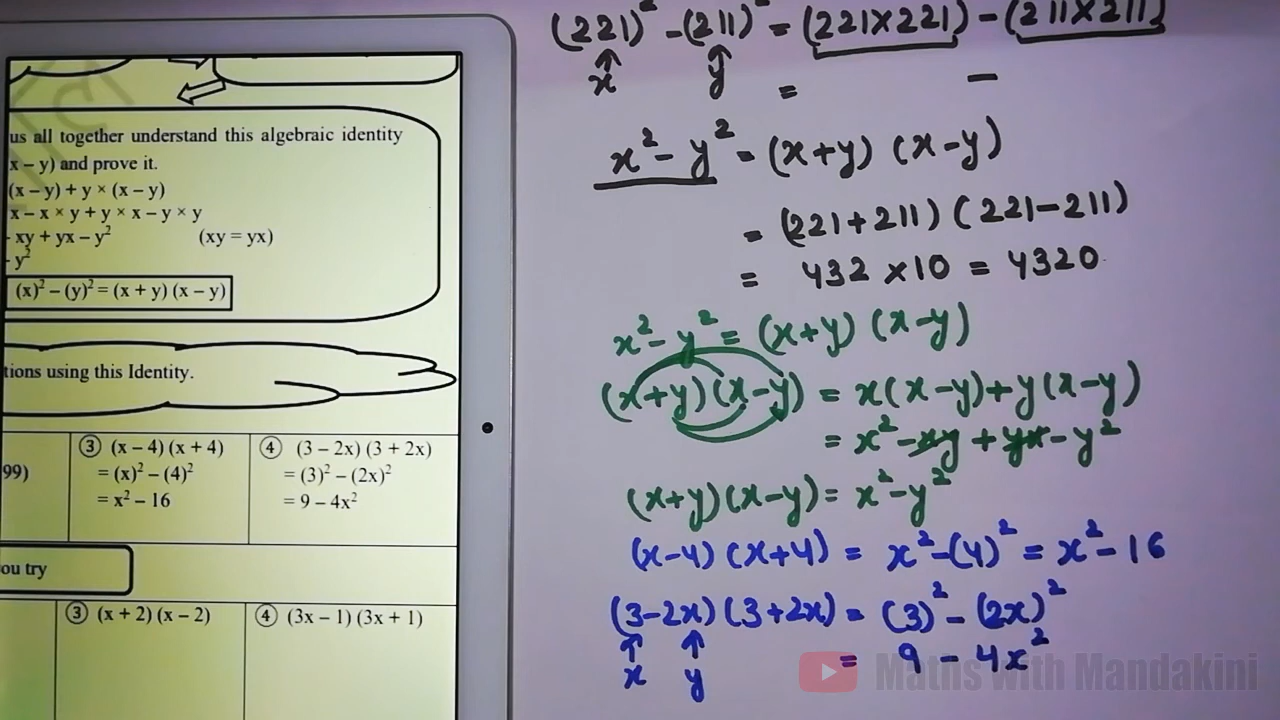 us all together understand this algebraic identity
x – y) and prove it.
(x – y) + y × (x – y)
x – x × y + y × x – y × y
- xy + yx – y² (xy = yx)
- y²
(x)² – (y)² = (x + y) (x – y)
tions using this Identity.
99)
③ (x – 4) (x + 4)
= (x)² – (4)²
= x² – 16
④ (3 – 2x) (3 + 2x)
= (3)² – (2x)²
= 9 – 4x²
ou try
③ (x + 2) (x – 2)
④ (3x – 1) (3x + 1)
(221)² - (211)² = (221×221) - (211×211)
x y = -
x² - y² = (x+y) (x-y)
= (221+211) (221-211)
= 432 ×10 = 4320
x² - y² = (x+y) (x-y)
(x+y)(x-y) = x(x-y)+y(x-y)
= x² - xy + yx - y²
(x+y)(x-y) = x² - y²
(x-4) (x+4) = x² - (4)² = x² - 16
(3-2x) (3+2x) = (3)² - (2x)²
x y = 9 - 4x²
Maths with Mandakini